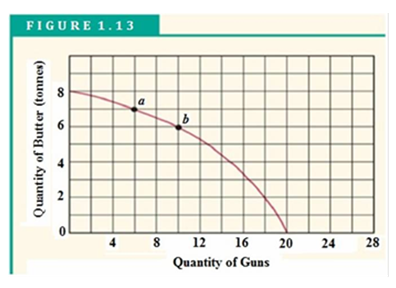 FIGURE 1.13
Quantity of Butter (tonnes)
8
6
4
2
0
a
b
4 8 12 16 20 24 28
Quantity of Guns